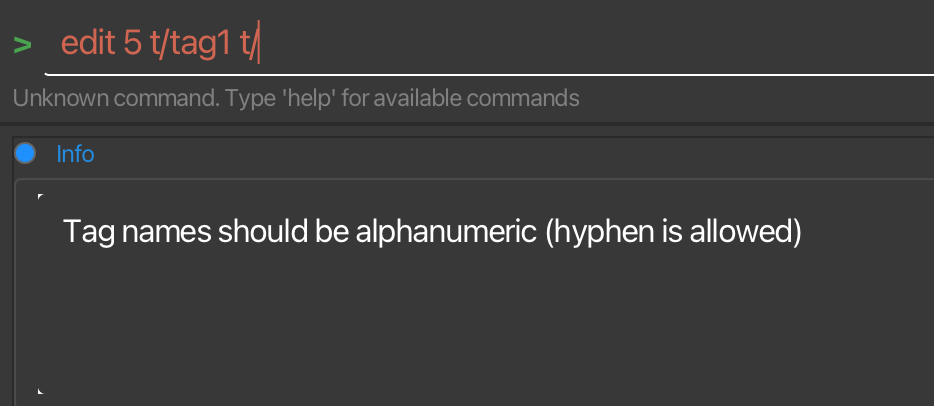 > edit 5 t/tag1 t/
Unknown command. Type 'help' for available commands
Info
Tag names should be alphanumeric (hyphen is allowed)